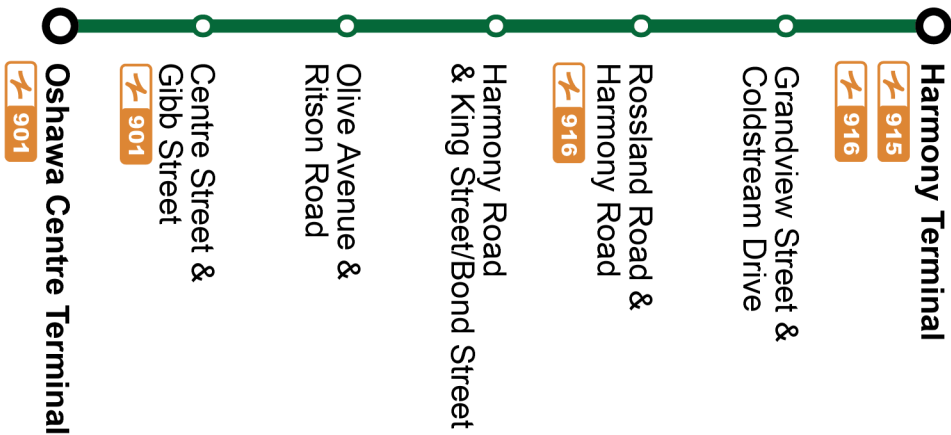 Harmony Terminal
915
916
Grandview Street &
Coldstream Drive
Rossland Road &
Harmony Road
916
Harmony Road
& King Street/Bond Street
Olive Avenue &
Ritson Road
Centre Street &
Gibb Street
901
Oshawa Centre Terminal
901